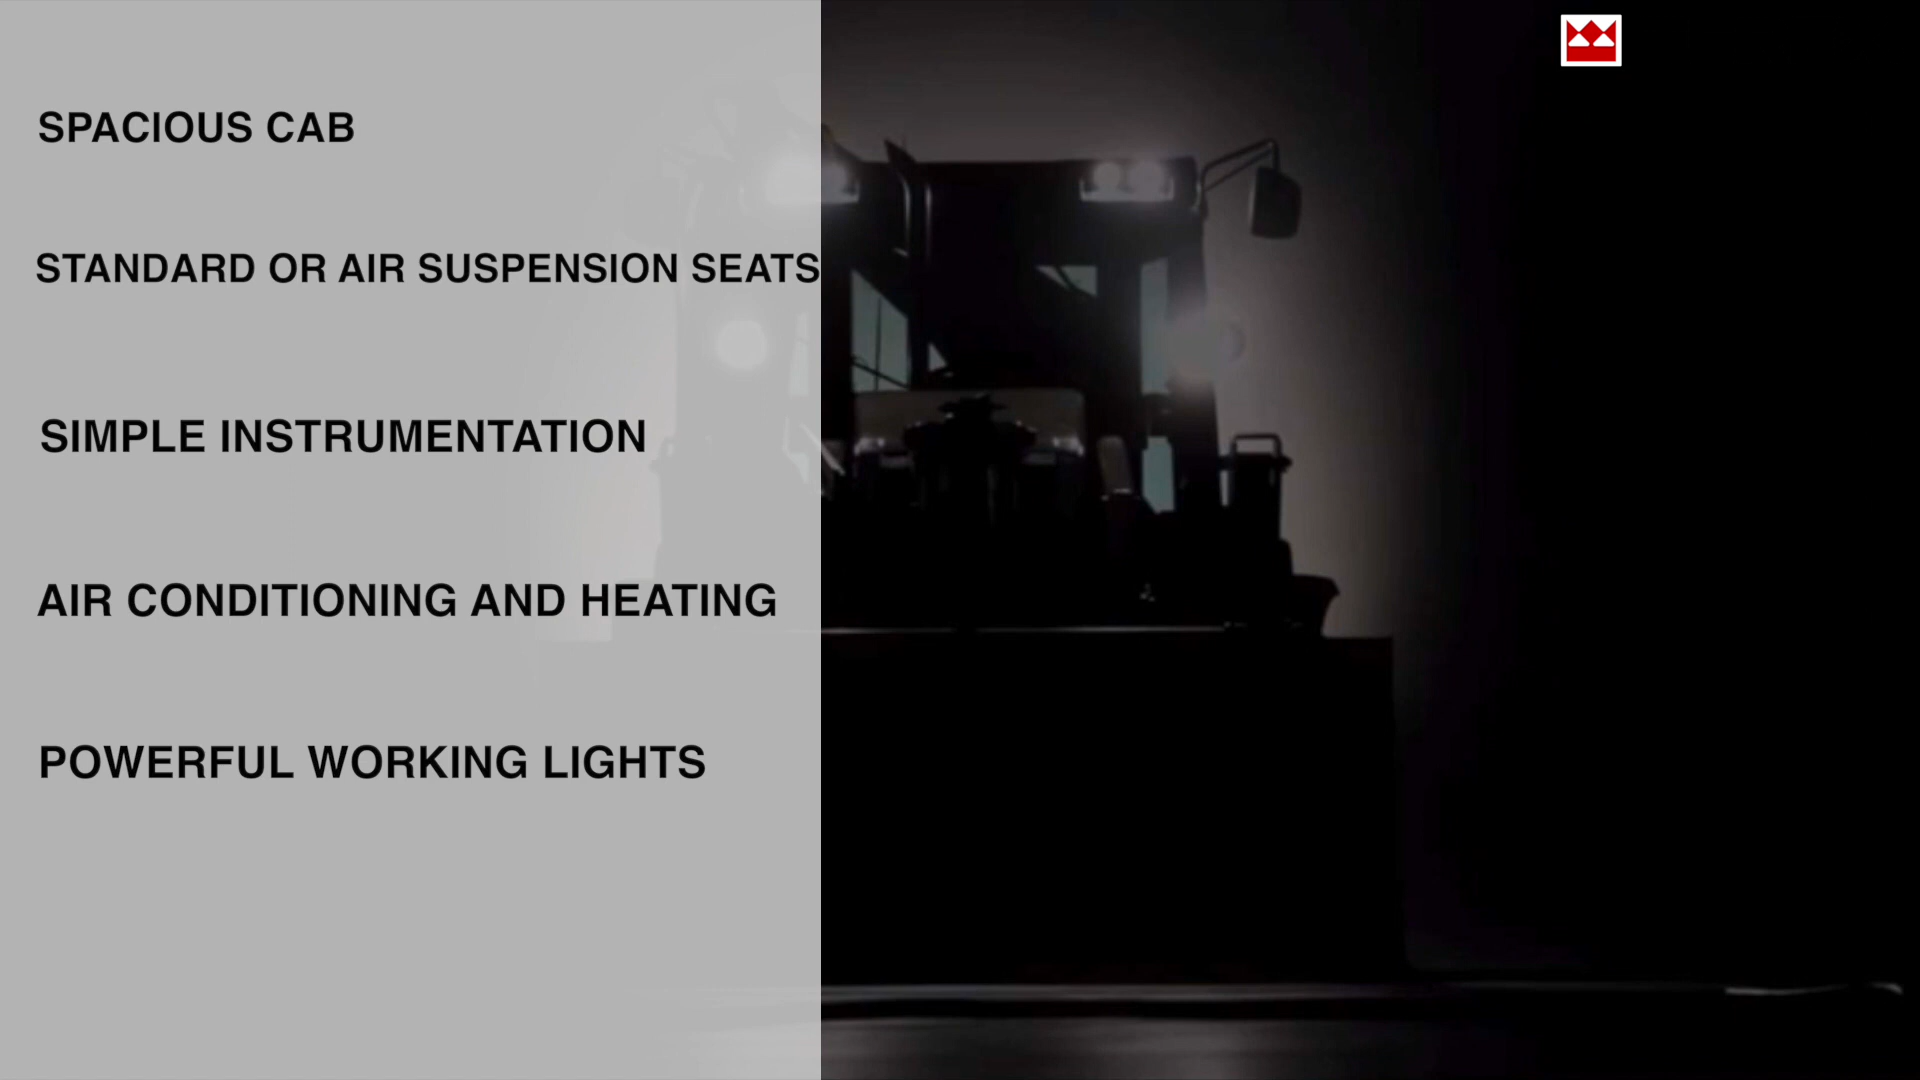 SPACIOUS CAB
STANDARD OR AIR SUSPENSION SEATS
SIMPLE INSTRUMENTATION
AIR CONDITIONING AND HEATING
POWERFUL WORKING LIGHTS